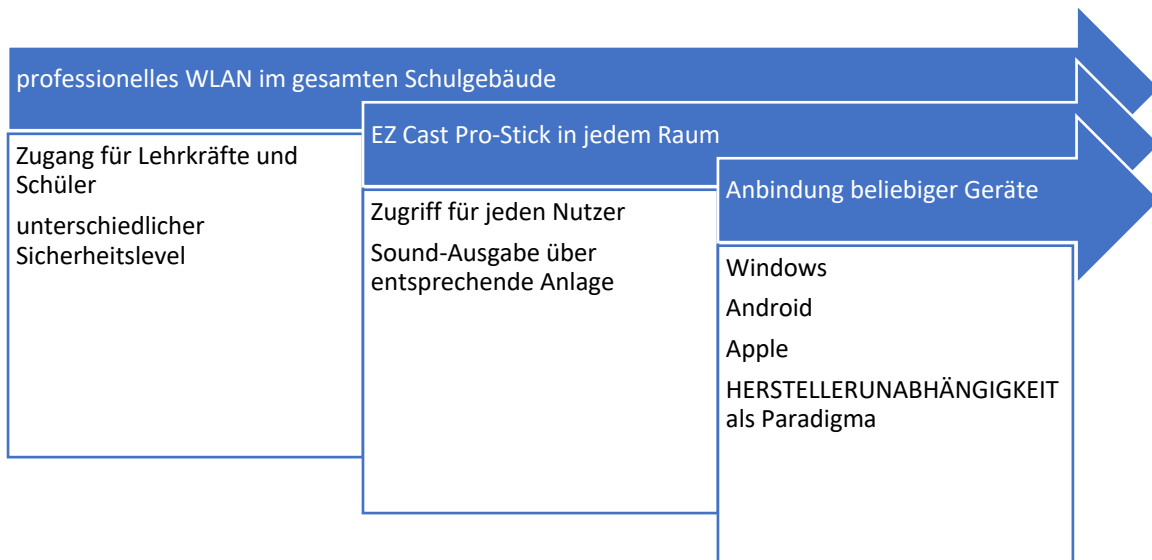 professionelles WLAN im gesamten Schulgebäude
Zugang für Lehrkräfte und
Schüler
unterschiedlicher
Sicherheitslevel
EZ Cast Pro-Stick in jedem Raum
Zugriff für jeden Nutzer
Sound-Ausgabe über
entsprechende Anlage
Anbindung beliebiger Geräte
Windows
Android
Apple
HERSTELLERUNABHÄNGIGKEIT
als Paradigma